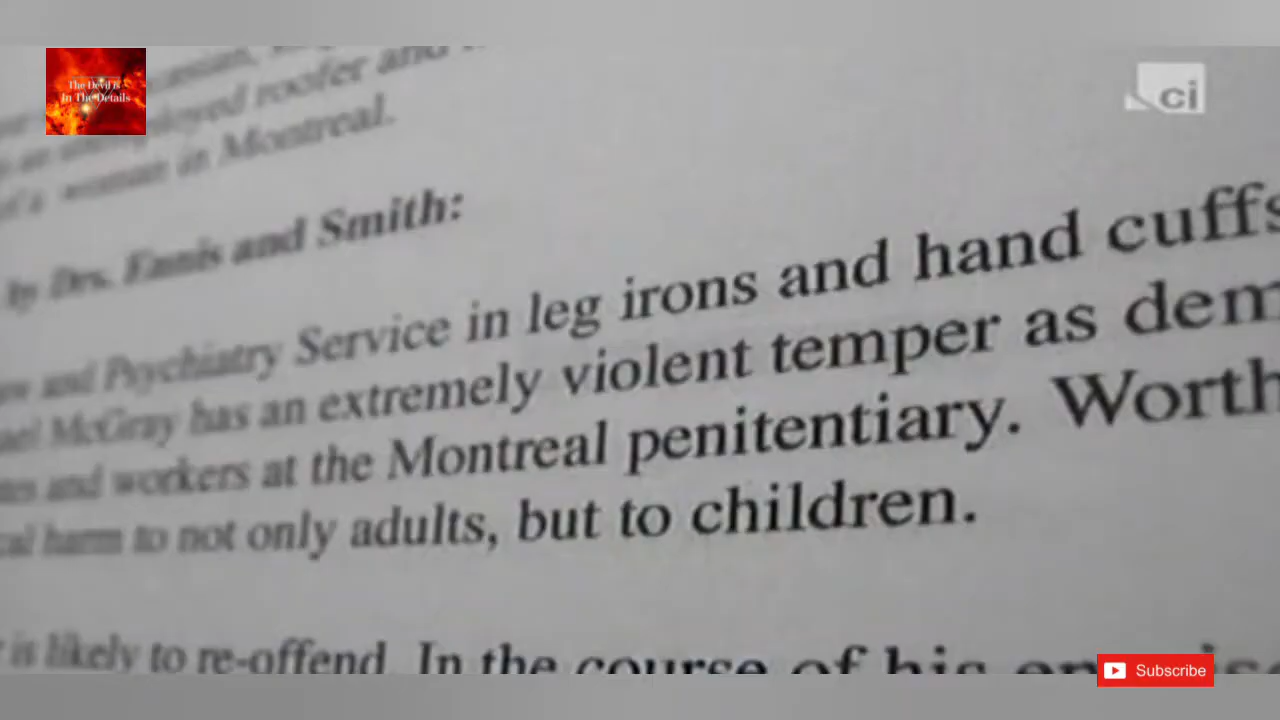 The Devil is
In The Details
ci
roofer and
woman in Montreal.
by Drs. Ennis and Smith:
and Psychiatry Service in leg irons and hand cuffs
McGray has an extremely violent temper as dem
and workers at the Montreal penitentiary. Worth
harm to not only adults, but to children.
is likely to re-offend. In the course of his
Subscribe